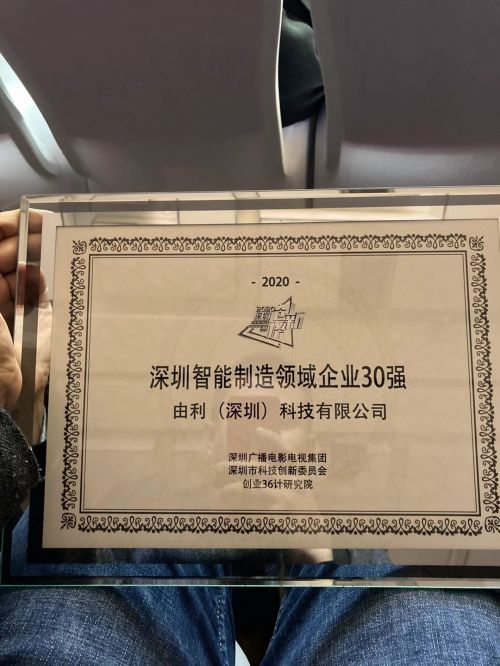 - 2020 -
深圳智能制造领域企业30强
由利（深圳）科技有限公司
深圳广播电影电视集团
深圳市科技创新委员会
创业36计研究院